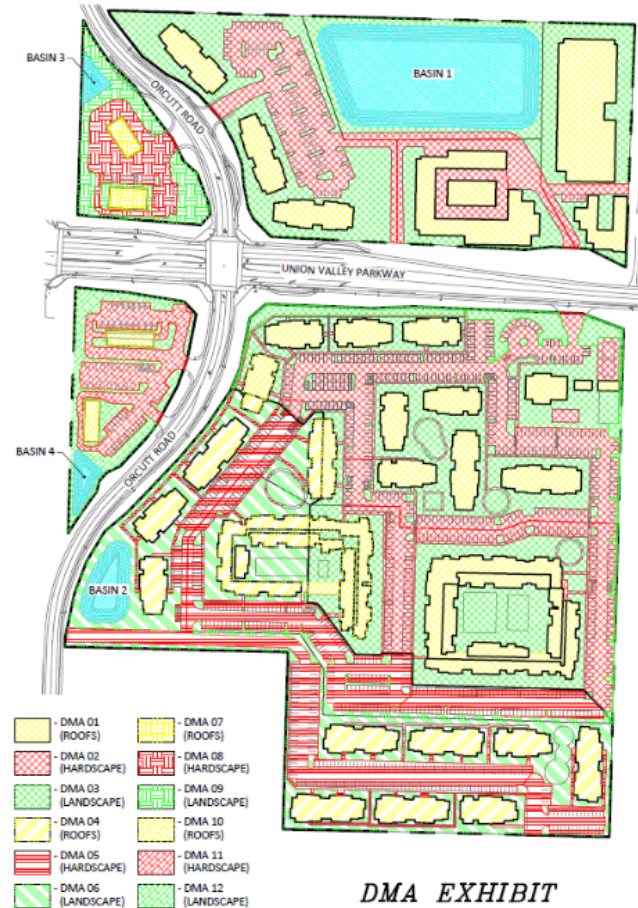 BASIN 3
ORCUTT ROAD
BASIN 1
UNION VALLEY PARKWAY
BASIN 4
ORCUTT ROAD
BASIN 2
- DMA 01
(ROOFS)
- DMA 07
(ROOFS)
- DMA 02
(HARDSCAPE)
- DMA 08
(HARDSCAPE)
- DMA 03
(LANDSCAPE)
- DMA 09
(LANDSCAPE)
- DMA 04
(ROOFS)
- DMA 10
(ROOFS)
- DMA 05
(HARDSCAPE)
- DMA 11
(HARDSCAPE)
- DMA 06
(LANDSCAPE)
- DMA 12
(LANDSCAPE)
DMA EXHIBIT